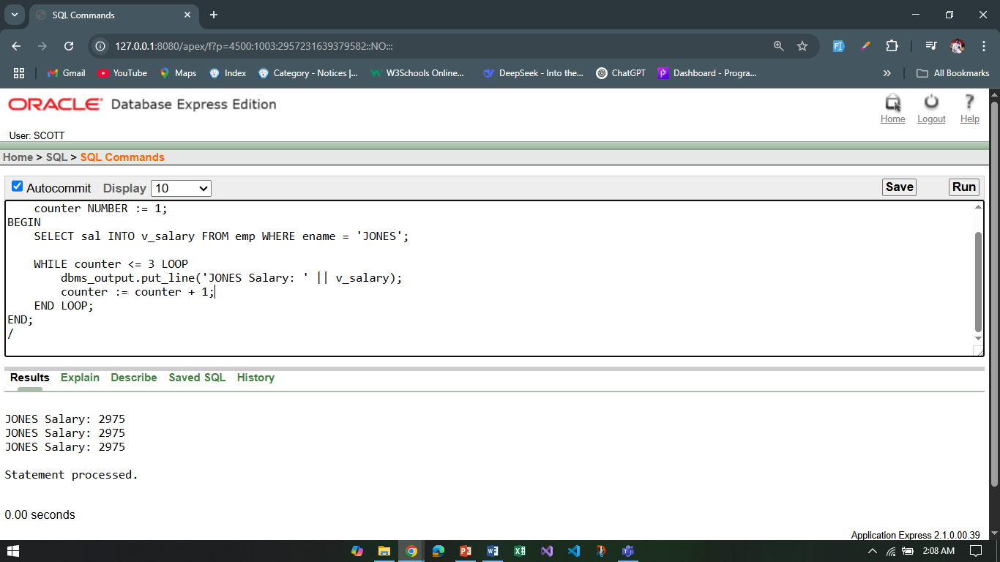 SQL Commands
127.0.0.1:8080/apex/f?p=4500:1003:2957231639379582::NO:::
Gmail YouTube Maps Index Category - Notices |... W3Schools Online... DeepSeek - Into the... ChatGPT Dashboard - Progra... » All Bookmarks
ORACLE Database Express Edition
Home Logout Help
User: SCOTT
Home > SQL > SQL Commands
Autocommit Display 10 Save Run
counter NUMBER := 1;
BEGIN
SELECT sal INTO v_salary FROM emp WHERE ename = 'JONES';
WHILE counter <= 3 LOOP
dbms_output.put_line('JONES Salary: ' || v_salary);
counter := counter + 1;
END LOOP;
END;
/
Results Explain Describe Saved SQL History
JONES Salary: 2975
JONES Salary: 2975
JONES Salary: 2975
Statement processed.
0.00 seconds
Application Express 2.1.0.00.39
2:08 AM